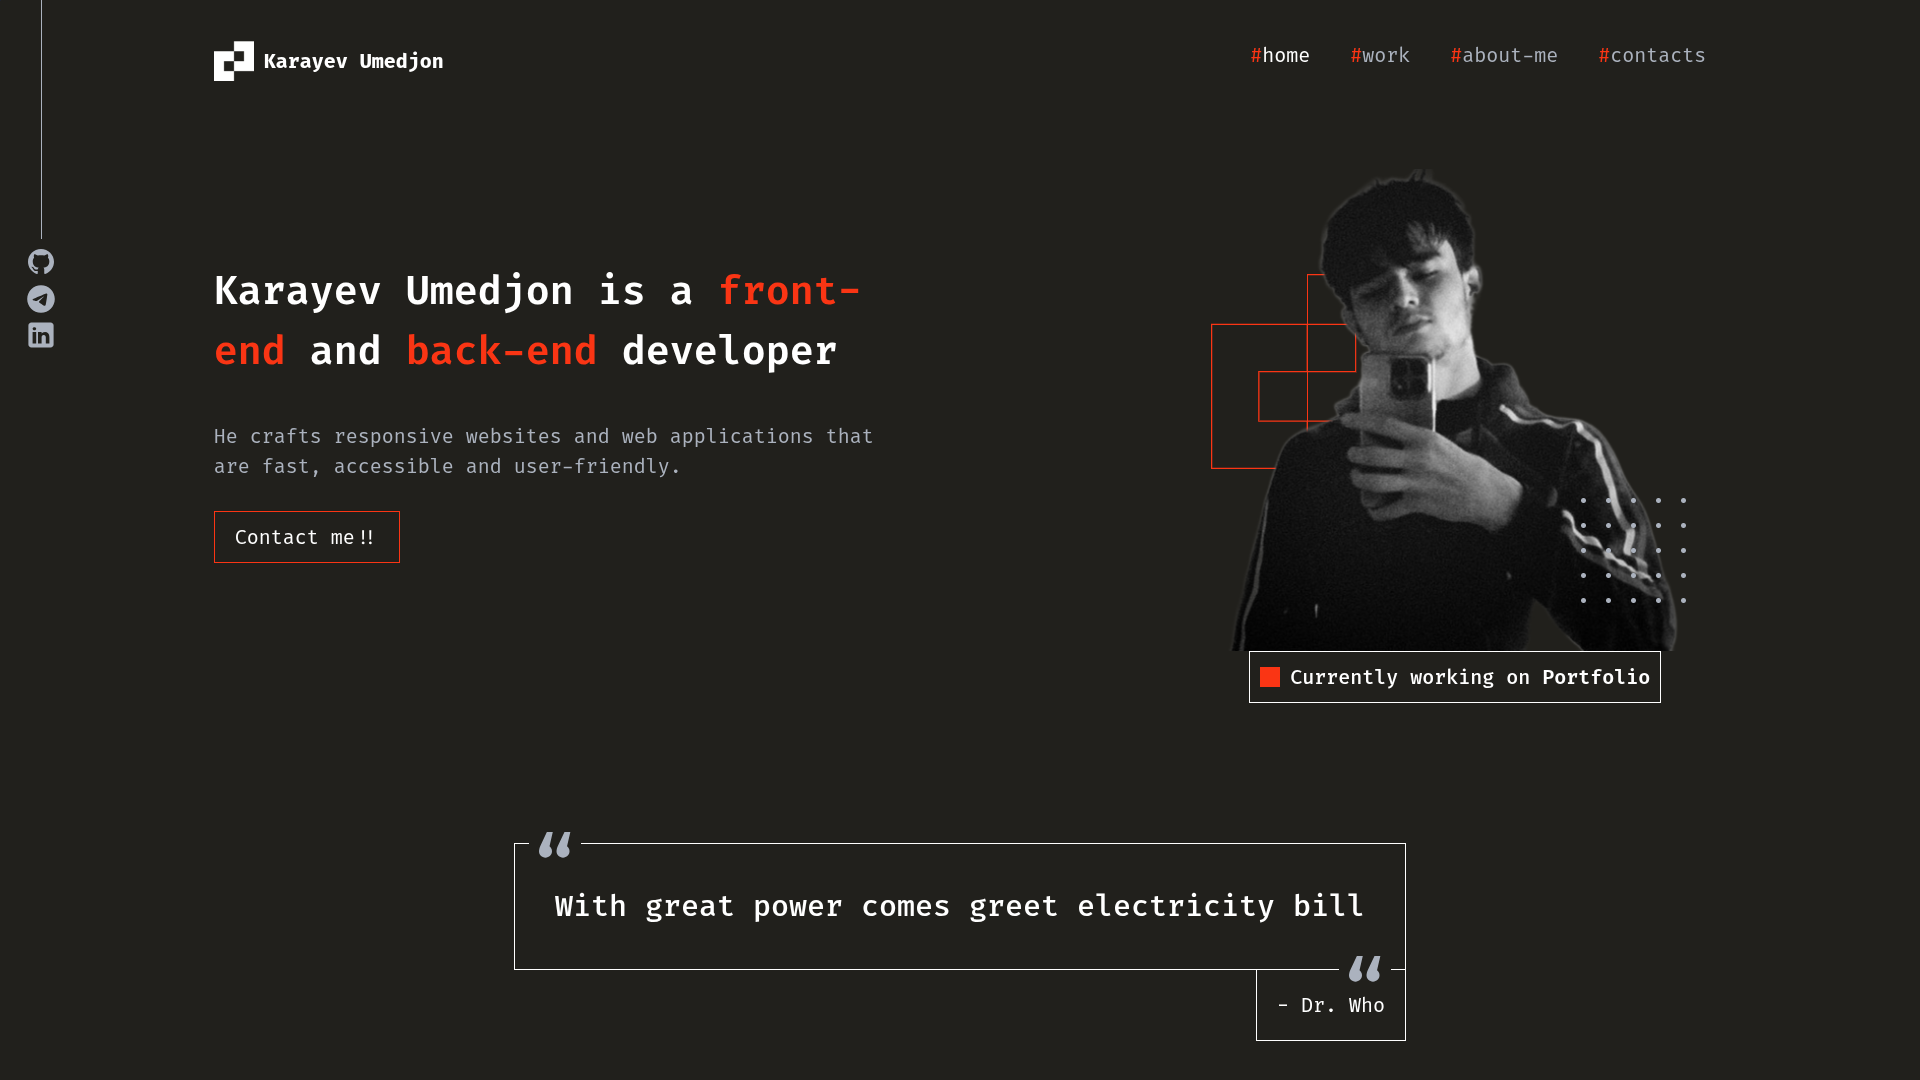 Karayev Umedjon
#home #work #about-me #contacts
Karayev Umedjon is a front-
end and back-end developer
He crafts responsive websites and web applications that
are fast, accessible and user-friendly.
Contact me!!
Currently working on Portfolio
“
With great power comes greet electricity bill
“
- Dr. Who